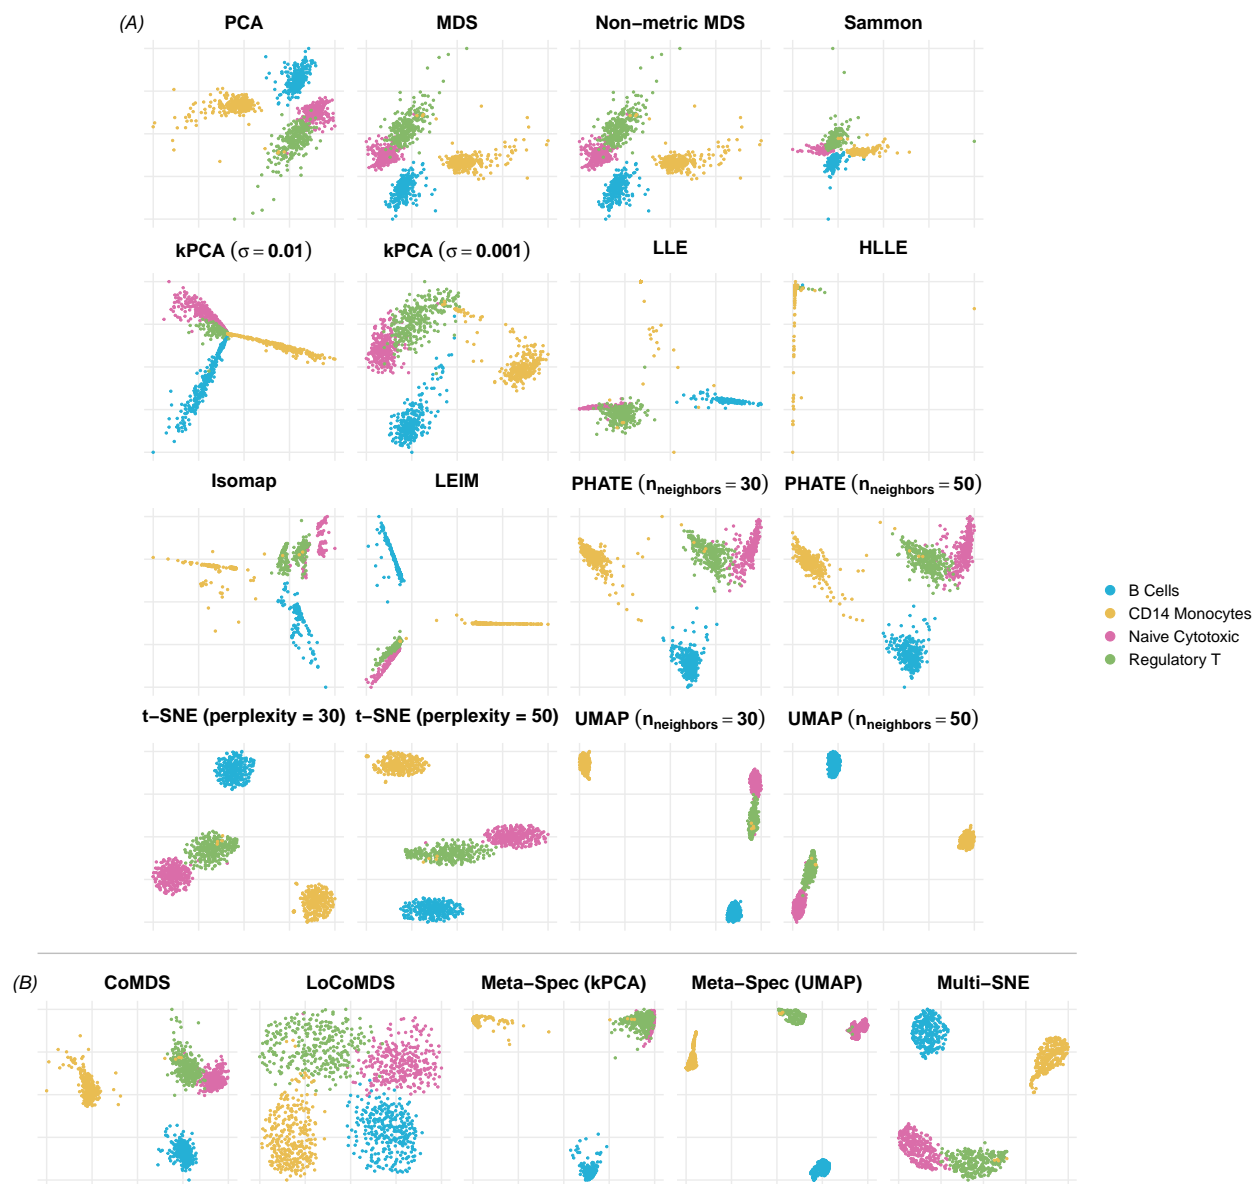 (A)
PCA
MDS
Non−metric MDS
Sammon
kPCA (σ = 0.01)
kPCA (σ = 0.001)
LLE
HLLE
Isomap
LEIM
PHATE (nneighbors = 30)
PHATE (nneighbors = 50)
B Cells
CD14 Monocytes
Naive Cytotoxic
Regulatory T
t−SNE (perplexity = 30)
t−SNE (perplexity = 50)
UMAP (nneighbors = 30)
UMAP (nneighbors = 50)
(B)
CoMDS
LoCoMDS
Meta−Spec (kPCA)
Meta−Spec (UMAP)
Multi−SNE